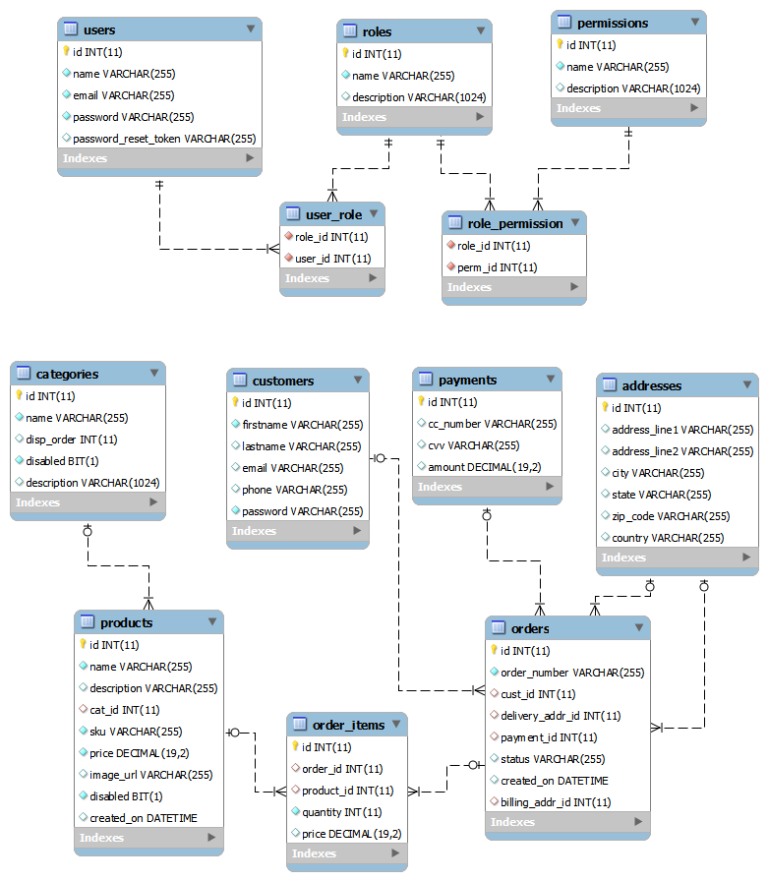 users
id INT(11)
name VARCHAR(255)
email VARCHAR(255)
password VARCHAR(255)
password_reset_token VARCHAR(255)
Indexes
roles
id INT(11)
name VARCHAR(255)
description VARCHAR(1024)
Indexes
permissions
id INT(11)
name VARCHAR(255)
description VARCHAR(1024)
Indexes
user_role
role_id INT(11)
user_id INT(11)
Indexes
role_permission
role_id INT(11)
perm_id INT(11)
Indexes
categories
id INT(11)
name VARCHAR(255)
disp_order INT(11)
disabled BIT(1)
description VARCHAR(1024)
Indexes
customers
id INT(11)
firstname VARCHAR(255)
lastname VARCHAR(255)
email VARCHAR(255)
phone VARCHAR(255)
password VARCHAR(255)
Indexes
payments
id INT(11)
cc_number VARCHAR(255)
cvv VARCHAR(255)
amount DECIMAL(19,2)
Indexes
addresses
id INT(11)
address_line1 VARCHAR(255)
address_line2 VARCHAR(255)
city VARCHAR(255)
state VARCHAR(255)
zip_code VARCHAR(255)
country VARCHAR(255)
Indexes
products
id INT(11)
name VARCHAR(255)
description VARCHAR(255)
cat_id INT(11)
sku VARCHAR(255)
price DECIMAL(19,2)
image_url VARCHAR(255)
disabled BIT(1)
created_on DATETIME
Indexes
order_items
id INT(11)
order_id INT(11)
product_id INT(11)
quantity INT(11)
price DECIMAL(19,2)
Indexes
orders
id INT(11)
order_number VARCHAR(255)
cust_id INT(11)
delivery_addr_id INT(11)
payment_id INT(11)
status VARCHAR(255)
created_on DATETIME
billing_addr_id INT(11)
Indexes